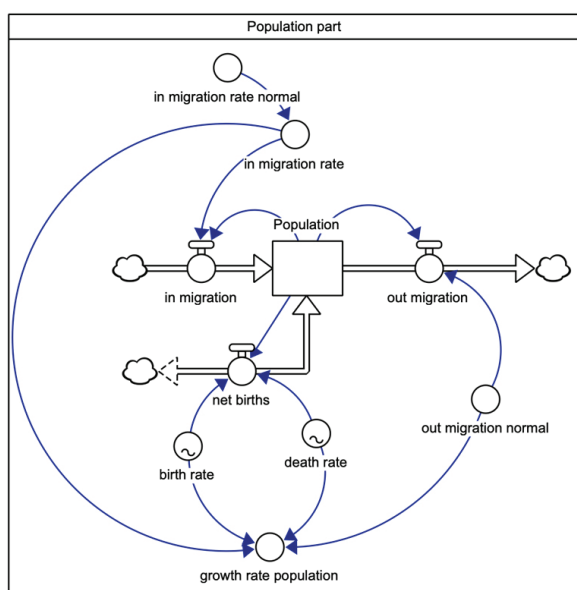 Population part
in migration rate normal
in migration rate
Population
in migration
out migration
net births
out migration normal
birth rate
death rate
growth rate population